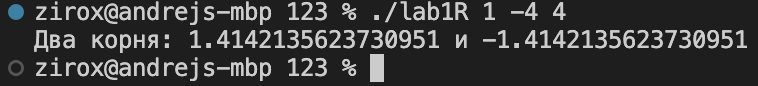 zirox@andrejs-mbp 123 % ./lab1R 1 -4 4
Два корня: 1.4142135623730951 и -1.4142135623730951
zirox@andrejs-mbp 123 %